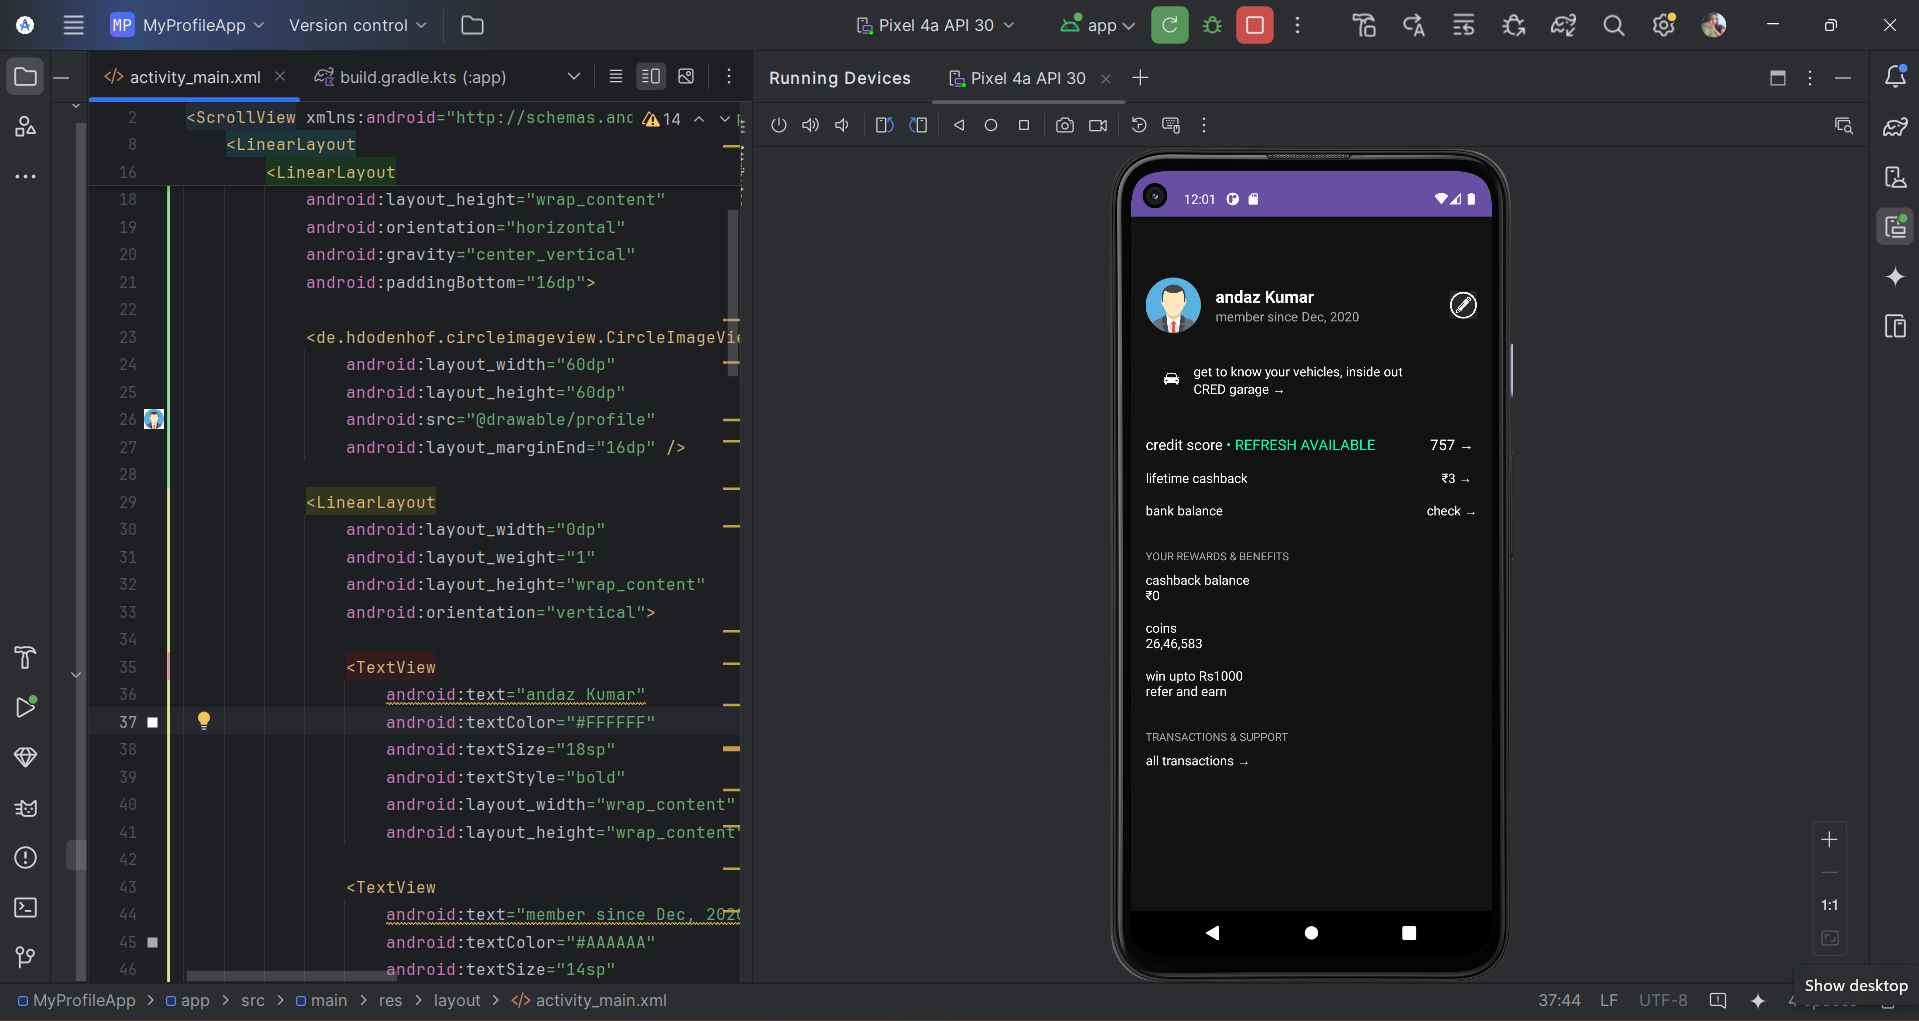 MP MyProfileApp Version control Pixel 4a API 30 app
activity_main.xml build.gradle.kts (:app)
Running Devices Pixel 4a API 30
2 <ScrollView xmlns:android="http://schemas.and 14
8 <LinearLayout
16 <LinearLayout
18 android:layout_height="wrap_content"
19 android:orientation="horizontal"
20 android:gravity="center_vertical"
21 android:paddingBottom="16dp">
22
23 <de.hdodenhof.circleimageview.CircleImageVie
24 android:layout_width="60dp"
25 android:layout_height="60dp"
26 android:src="@drawable/profile"
27 android:layout_marginEnd="16dp" />
28
29 <LinearLayout
30 android:layout_width="0dp"
31 android:layout_weight="1"
32 android:layout_height="wrap_content"
33 android:orientation="vertical">
34
35 <TextView
36 android:text="andaz Kumar"
37 android:textColor="#FFFFFF"
38 android:textSize="18sp"
39 android:textStyle="bold"
40 android:layout_width="wrap_content"
41 android:layout_height="wrap_content"
42
43 <TextView
44 android:text="member since Dec, 2020
45 android:textColor="#AAAAAA"
46 android:textSize="14sp"
12:01
andaz Kumar
member since Dec, 2020
get to know your vehicles, inside out
CRED garage →
credit score • REFRESH AVAILABLE 757 →
lifetime cashback ₹3 →
bank balance check →
YOUR REWARDS & BENEFITS
cashback balance
₹0
coins
26,46,583
win upto Rs1000
refer and earn
TRANSACTIONS & SUPPORT
all transactions →
1:1
Show desktop
MyProfileApp > app > src > main > res > layout > activity_main.xml
37:44 LF UTF-8